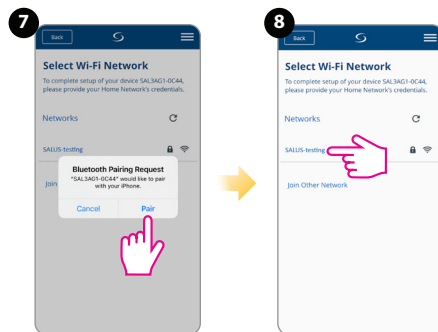 7
Back
Select Wi-Fi Network
To complete setup of your device SAL3AG1-0C44,
please provide your Home Network's credentials.
Networks
SALUS-testing
Bluetooth Pairing Request
"SAL3AG1-0C44" would like to pair
with your iPhone.
Join
Cancel
Pair
8
Back
Select Wi-Fi Network
To complete setup of your device SAL3AG1-0C44,
please provide your Home Network's credentials.
Networks
SALUS-testing
Join Other Network